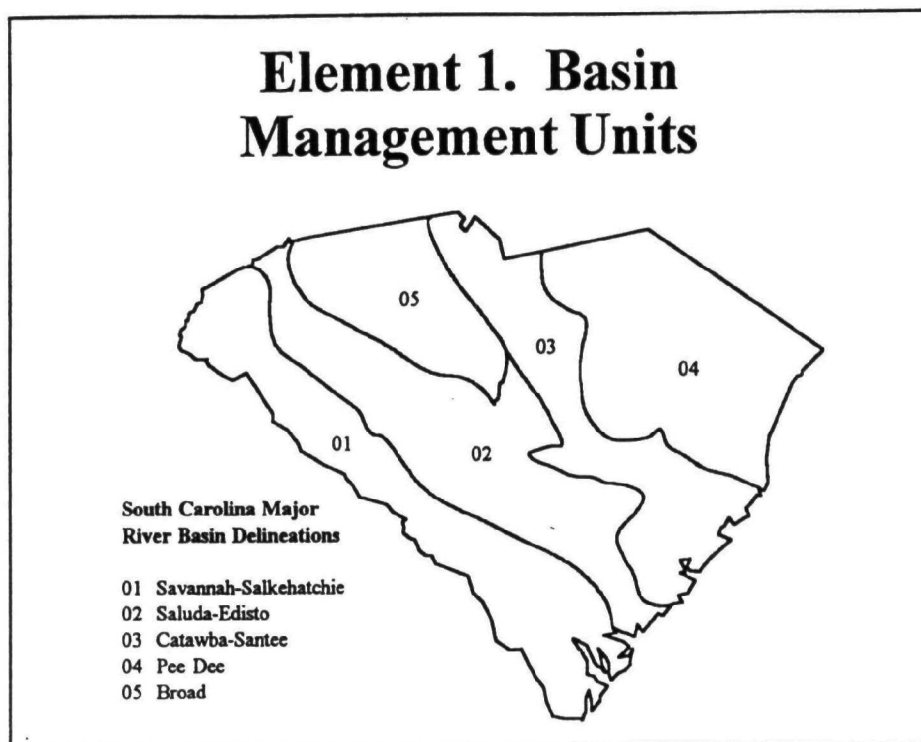 Element 1. Basin
Management Units
05
03
04
01
02
South Carolina Major
River Basin Delineations
01 Savannah-Salkehatchie
02 Saluda-Edisto
03 Catawba-Santee
04 Pee Dee
05 Broad